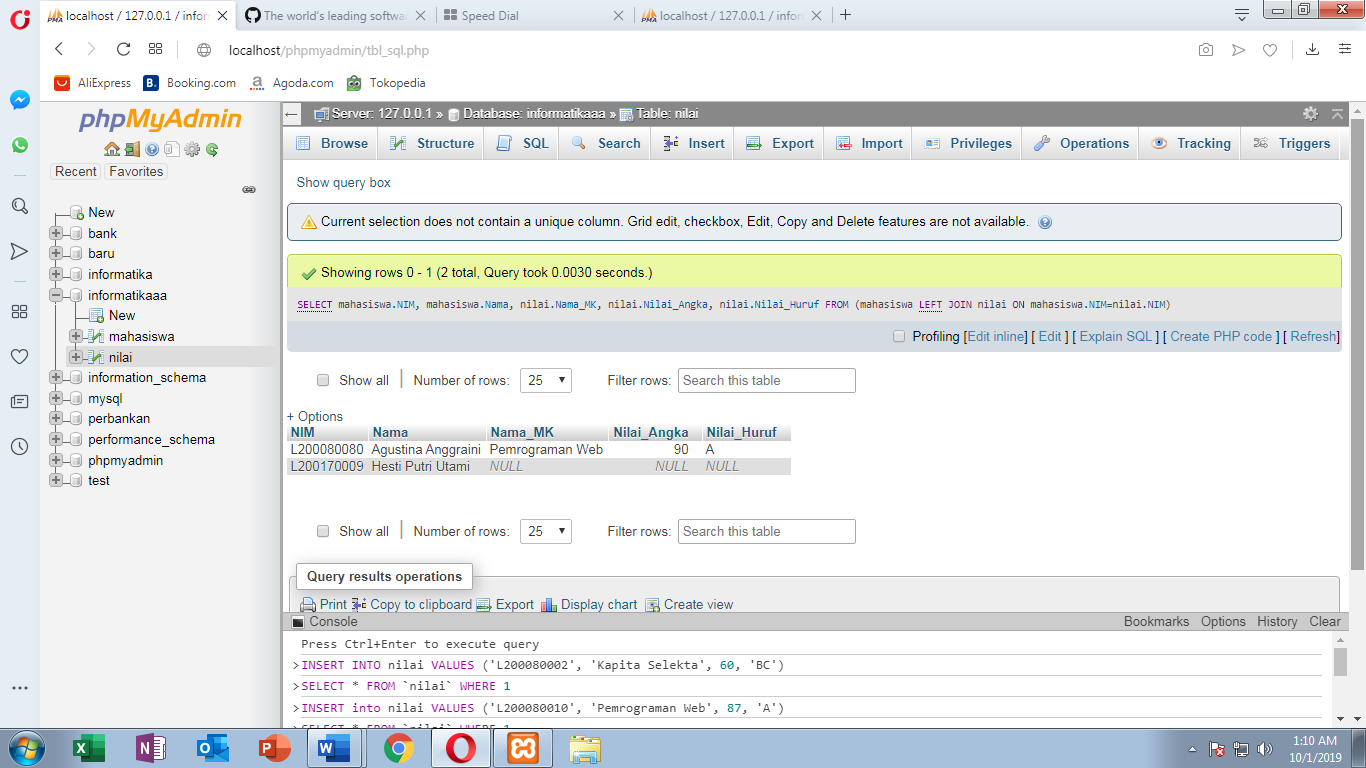 localhost / 127.0.0.1 / infor
The world's leading softwa
Speed Dial
localhost / 127.0.0.1 / infor
localhost/phpmyadmin/tbl_sql.php
AliExpress
Booking.com
Agoda.com
Tokopedia
phpMyAdmin
Recent
Favorites
New
bank
baru
informatika
informatikaaa
New
mahasiswa
nilai
information_schema
mysql
perbankan
performance_schema
phpmyadmin
test
Server: 127.0.0.1 » Database: informatikaaa » Table: nilai
Browse Structure SQL Search Insert Export Import Privileges Operations Tracking Triggers
Show query box
Current selection does not contain a unique column. Grid edit, checkbox, Edit, Copy and Delete features are not available.
Showing rows 0 - 1 (2 total, Query took 0.0030 seconds.)
SELECT mahasiswa.NIM, mahasiswa.Nama, nilai.Nama_MK, nilai.Nilai_Angka, nilai.Nilai_Huruf FROM (mahasiswa LEFT JOIN nilai ON mahasiswa.NIM=nilai.NIM)
Profiling [Edit inline] [ Edit ] [ Explain SQL ] [ Create PHP code ] [ Refresh]
Show all | Number of rows: 25 Filter rows: Search this table
+ Options
NIM Nama Nama_MK Nilai_Angka Nilai_Huruf
L200080080 Agustina Anggraini Pemrograman Web 90 A
L200170009 Hesti Putri Utami NULL NULL NULL
Show all | Number of rows: 25 Filter rows: Search this table
Query results operations
Print Copy to clipboard Export Display chart Create view
Console Bookmarks Options History Clear
Press Ctrl+Enter to execute query
>INSERT INTO nilai VALUES ('L200080002', 'Kapita Selekta', 60, 'BC')
>SELECT * FROM `nilai` WHERE 1
>INSERT into nilai VALUES ('L200080010', 'Pemrograman Web', 87, 'A')
>SELECT * FROM `nilai` WHERE 1
1:10 AM
10/1/2019